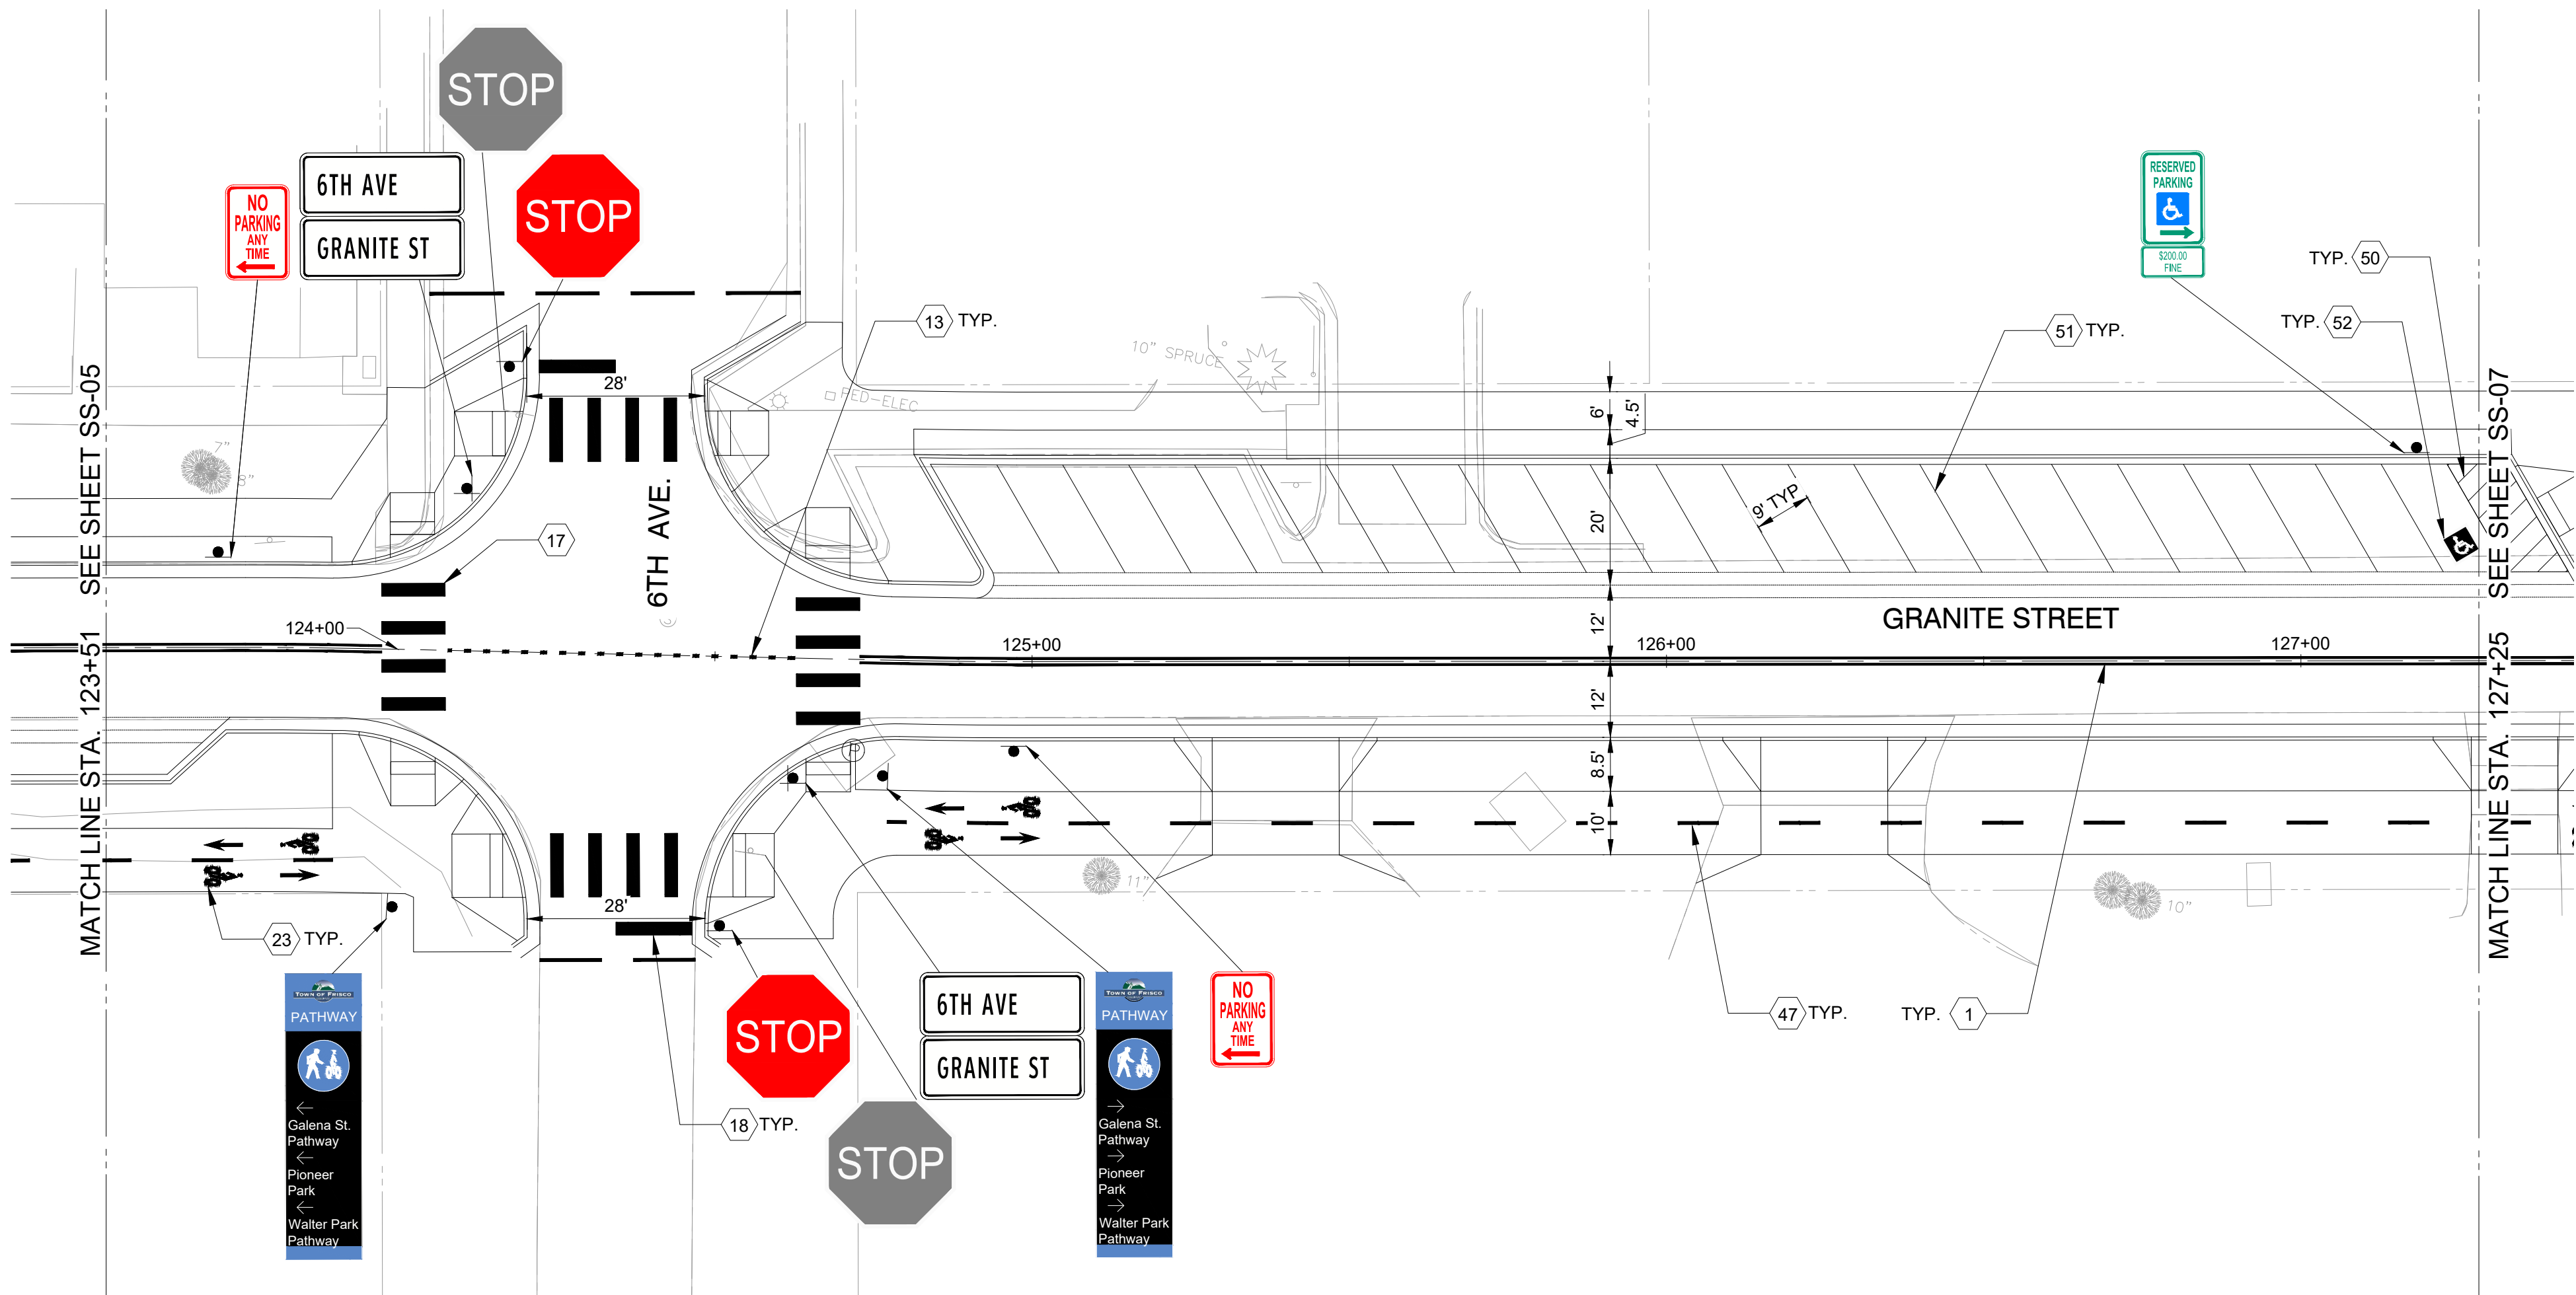 STOP
6TH AVE
GRANITE ST
NO
PARKING
ANY
TIME
STOP
RESERVED
PARKING
$200.00
FINE
TYP. 50
TYP. 52
51 TYP.
13 TYP.
10" SPRUCE
PED-ELEC
28'
6'
4.5'
7"
8"
SEE SHEET SS-05
MATCH LINE STA. 123+51
17
6TH AVE.
9' TYP
20'
SEE SHEET SS-07
MATCH LINE STA. 127+25
124+00
12'
GRANITE STREET
125+00
126+00
127+00
12'
8.5'
10'
P
11"
10"
28'
23 TYP.
TOWN OF FRISCO
PATHWAY
Galena St.
Pathway
Pioneer
Park
Walter Park
Pathway
STOP
18 TYP.
STOP
6TH AVE
GRANITE ST
TOWN OF FRISCO
PATHWAY
Galena St.
Pathway
Pioneer
Park
Walter Park
Pathway
NO
PARKING
ANY
TIME
47 TYP.
TYP. 1